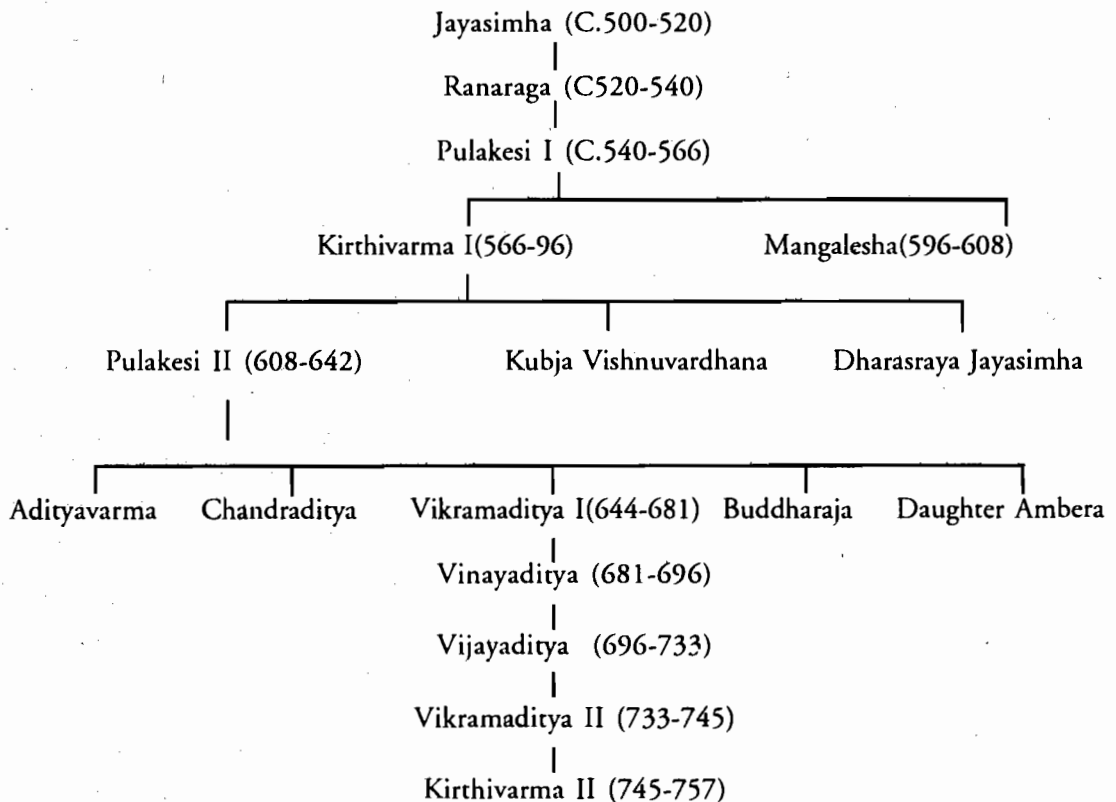 Jayasimha (C.500-520)
Ranaraga (C520-540)
Pulakesi I (C.540-566)
Kirthivarma I(566-96) Mangalesha(596-608)
Pulakesi II (608-642) Kubja Vishnuvardhana Dharasraya Jayasimha
Adityavarma Chandraditya Vikramaditya I(644-681) Buddharaja Daughter Ambera
Vinayaditya (681-696)
Vijayaditya (696-733)
Vikramaditya II (733-745)
Kirthivarma II (745-757)